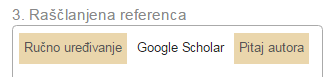 3. Raščlanjena referenca
Ručno uređivanje Google Scholar Pitaj autora